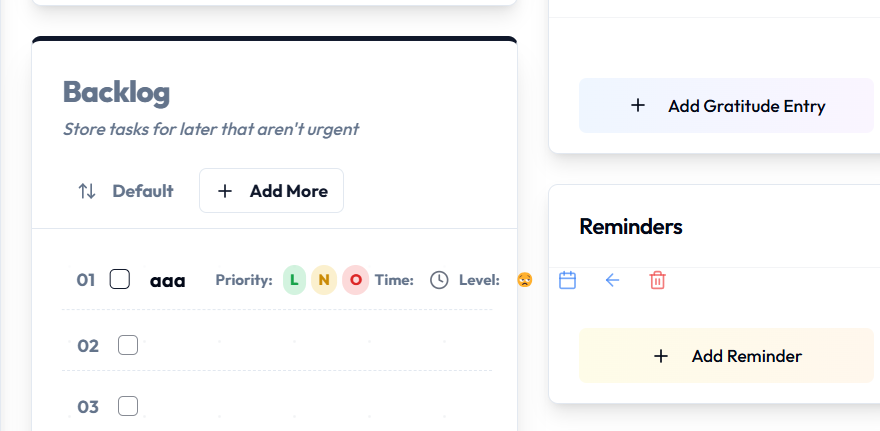 Backlog
Store tasks for later that aren't urgent
Default
Add More
01 aaa Priority: L N O Time: Level:
02
03
Add Gratitude Entry
Reminders
Add Reminder